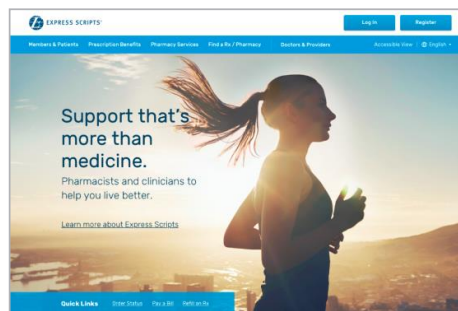 EXPRESS SCRIPTS®
Log in Register
Members & Patients Prescription Benefits Pharmacy Services Find a Rx / Pharmacy Doctors & Providers Accessible View | English
Support that's
more than
medicine.
Pharmacists and clinicians to
help you live better.
Learn more about Express Scripts
Quick Links Order Status Pay a Bill Refill an Rx